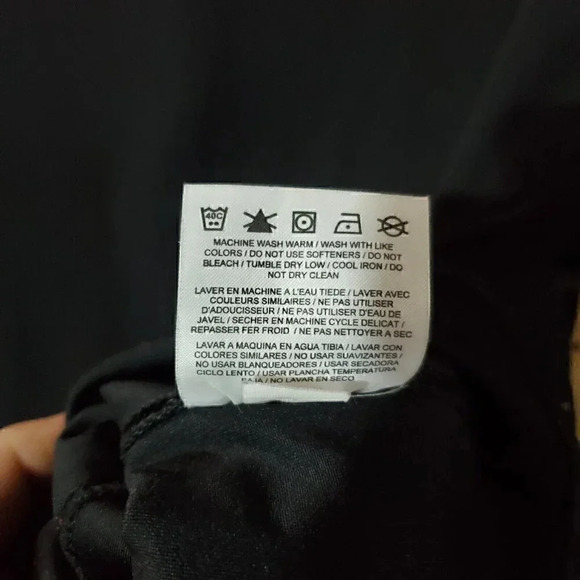 40C
MACHINE WASH WARM / WASH WITH LIKE
COLORS / DO NOT USE SOFTENERS / DO NOT
BLEACH / TUMBLE DRY LOW / COOL IRON / DO
NOT DRY CLEAN
LAVER EN MACHINE A L'EAU TIEDE / LAVER AVEC
COULEURS SIMILAIRES / NE PAS UTILISER
D'ADOUCISSEUR / NE PAS UTILISER D'EAU DE
JAVEL / SECHER EN MACHINE CYCLE DELICAT /
REPASSER FER FROID / NE PAS NETTOYER A SEC
LAVAR A MAQUINA EN AGUA TIBIA / LAVAR CON
COLORES SIMILARES / NO USAR SUAVIZANTES /
NO USAR BLANQUEADORES / USAR SECADORA
CICLO LENTO / USAR PLANCHA TEMPERATURA
BAJA / NO LAVAR EN SECO